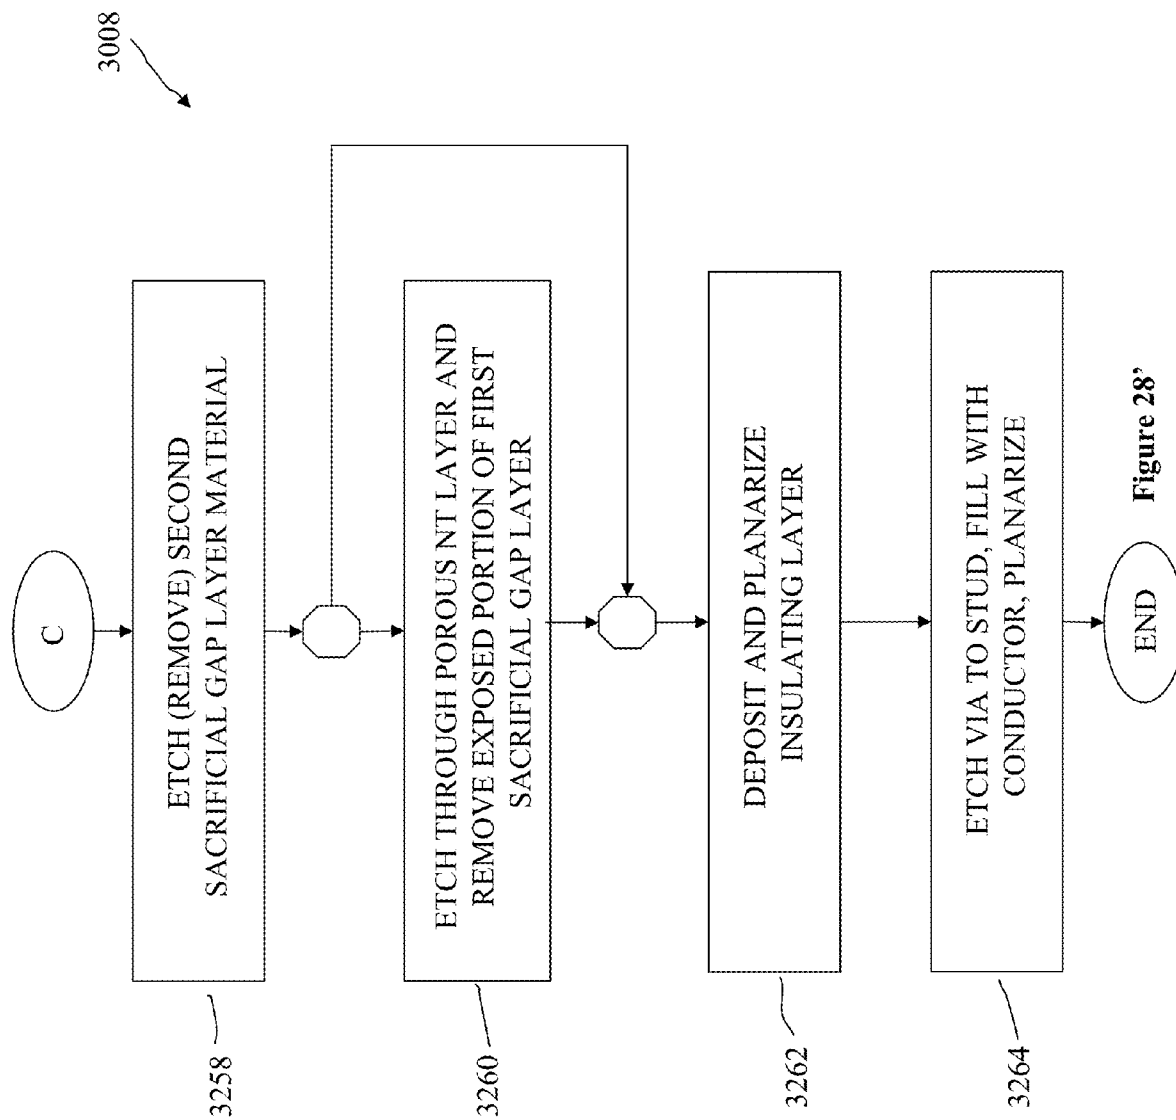 3008
C
ETCH (REMOVE) SECOND
SACRIFICIAL GAP LAYER MATERIAL
3258
ETCH THROUGH POROUS NT LAYER AND
REMOVE EXPOSED PORTION OF FIRST
SACRIFICIAL GAP LAYER
3260
DEPOSIT AND PLANARIZE
INSULATING LAYER
3262
ETCH VIA TO STUD, FILL WITH
CONDUCTOR, PLANARIZE
3264
END
Figure 28’